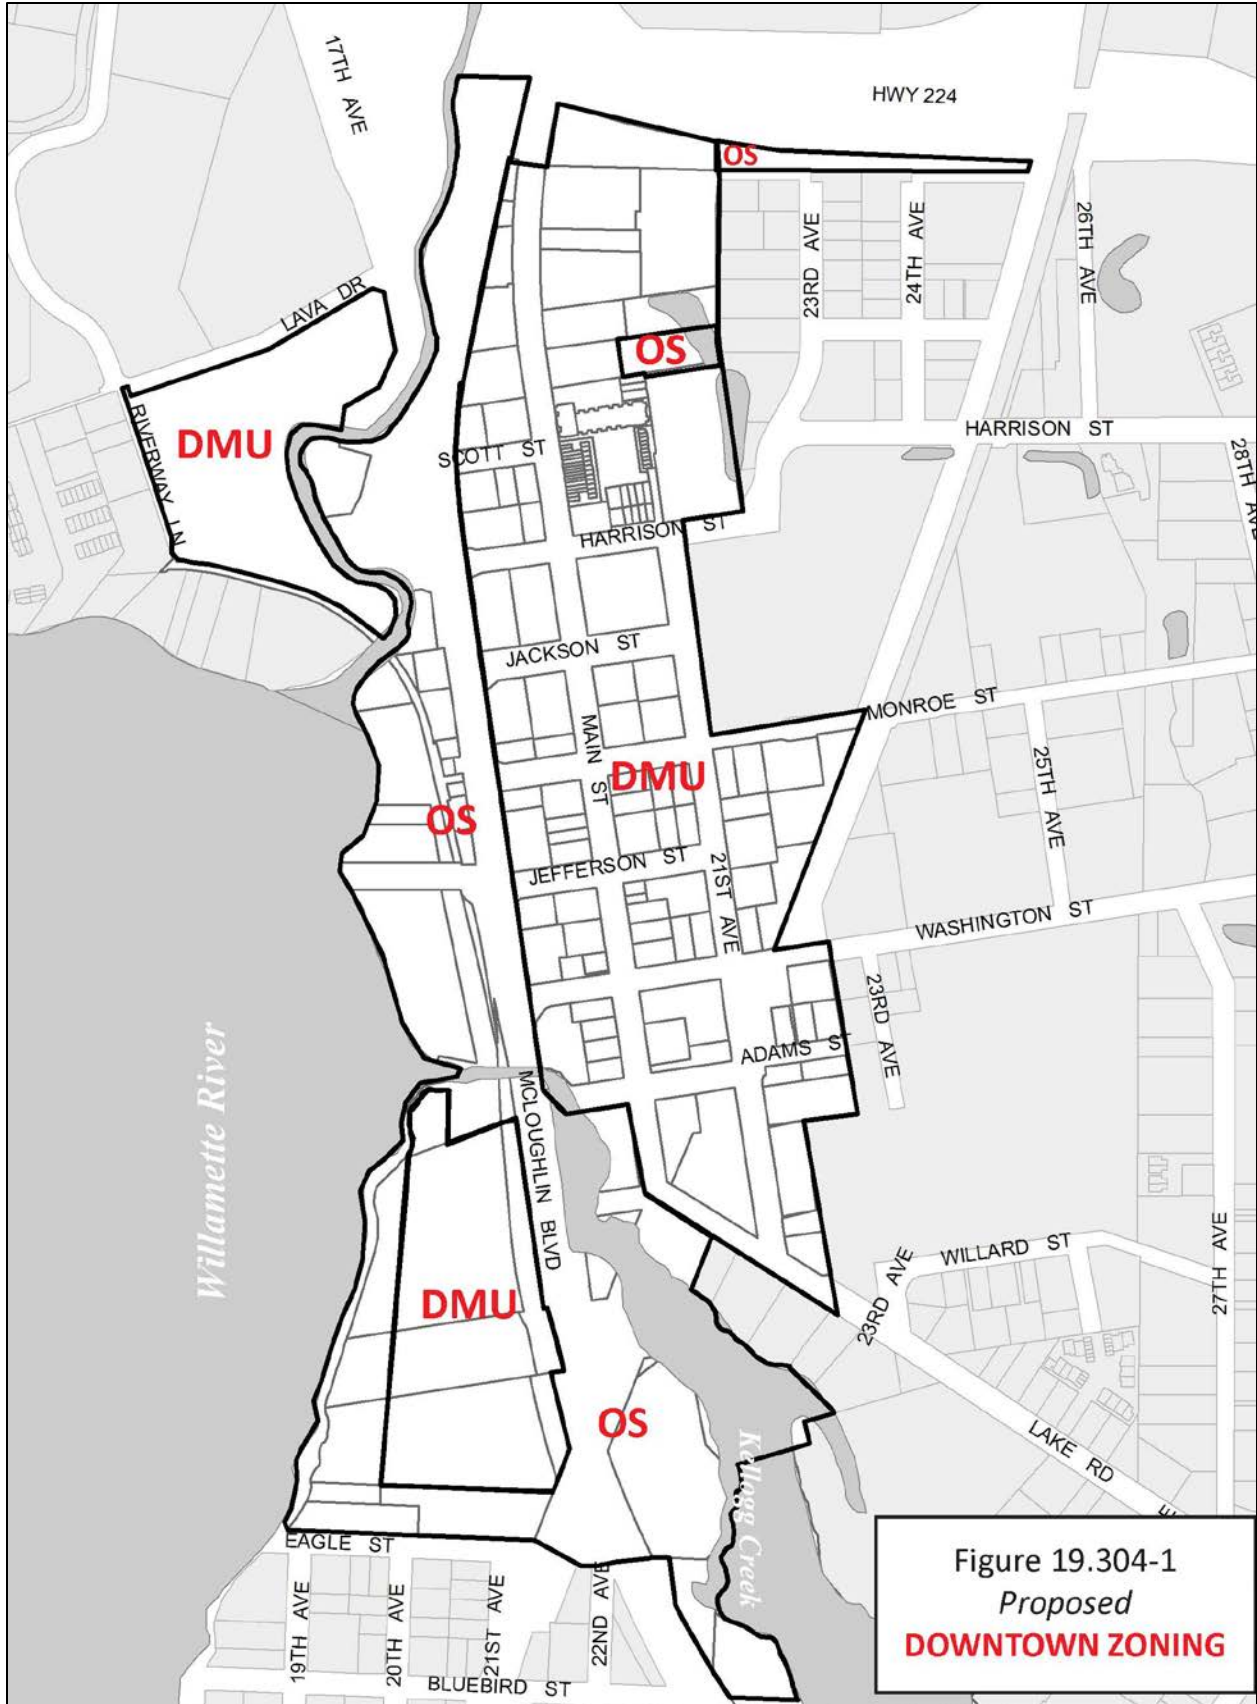 17TH AVE
HWY 224
OS
23RD AVE
24TH AVE
26TH AVE
LAVA DR
OS
RIVERWAY LN
DMU
SCOTT ST
HARRISON ST
28TH AVE
HARRISON ST
JACKSON ST
MONROE ST
MAIN ST
DMU
25TH AVE
OS
JEFFERSON ST
21ST AVE
WASHINGTON ST
23RD AVE
ADAMS ST
Willamette River
MCLOUGHLIN BLVD
WILLARD ST
23RD AVE
27TH AVE
DMU
OS
LAKE RD
Kellogg Creek
EAGLE ST
19TH AVE
20TH AVE
21ST AVE
22ND AVE
BLUEBIRD ST
Figure 19.304-1
Proposed
DOWNTOWN ZONING